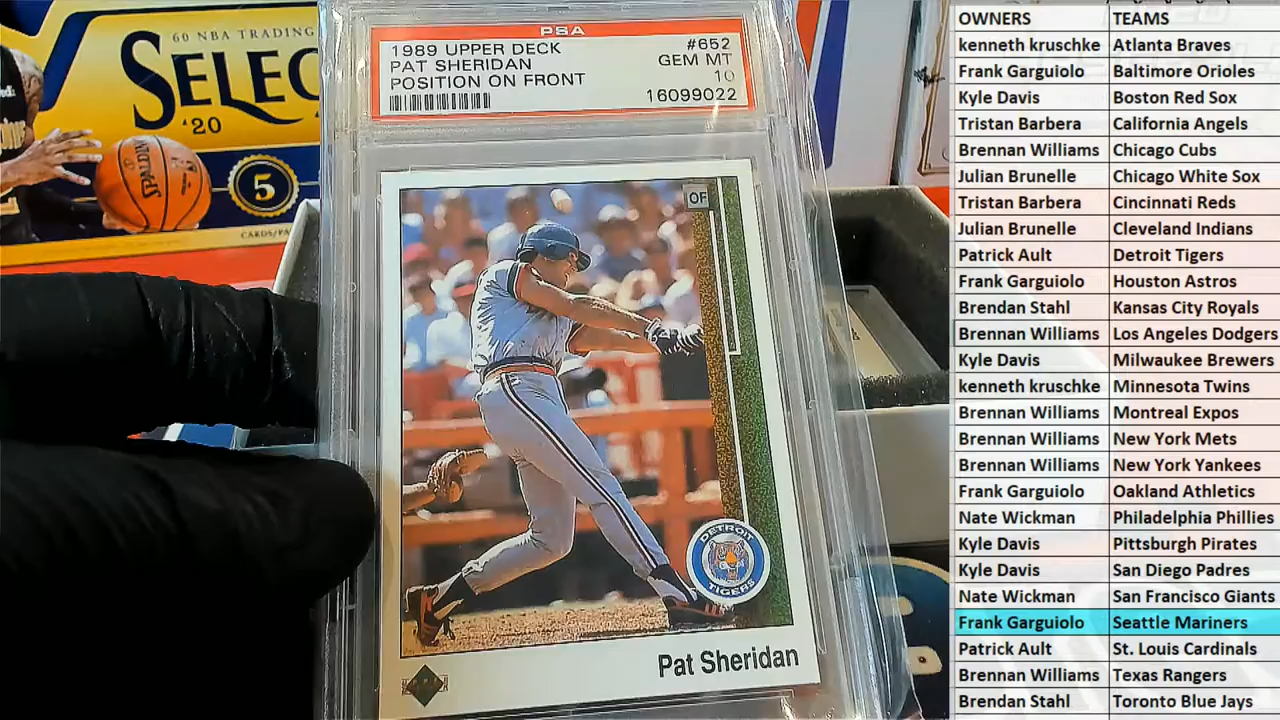 60 NBA TRADING
SELEC
'20
SPALDING
5
CARDS/PA
PSA
1989 UPPER DECK #652
PAT SHERIDAN GEM MT
POSITION ON FRONT 10
16099022
OF
DETROIT
TIGERS
Pat Sheridan
OWNERS TEAMS
kenneth kruschke Atlanta Braves
Frank Garguiolo Baltimore Orioles
Kyle Davis Boston Red Sox
Tristan Barbera California Angels
Brennan Williams Chicago Cubs
Julian Brunelle Chicago White Sox
Tristan Barbera Cincinnati Reds
Julian Brunelle Cleveland Indians
Patrick Ault Detroit Tigers
Frank Garguiolo Houston Astros
Brendan Stahl Kansas City Royals
Brennan Williams Los Angeles Dodgers
Kyle Davis Milwaukee Brewers
kenneth kruschke Minnesota Twins
Brennan Williams Montreal Expos
Brennan Williams New York Mets
Brennan Williams New York Yankees
Frank Garguiolo Oakland Athletics
Nate Wickman Philadelphia Phillies
Kyle Davis Pittsburgh Pirates
Kyle Davis San Diego Padres
Nate Wickman San Francisco Giants
Frank Garguiolo Seattle Mariners
Patrick Ault St. Louis Cardinals
Brennan Williams Texas Rangers
Brendan Stahl Toronto Blue Jays